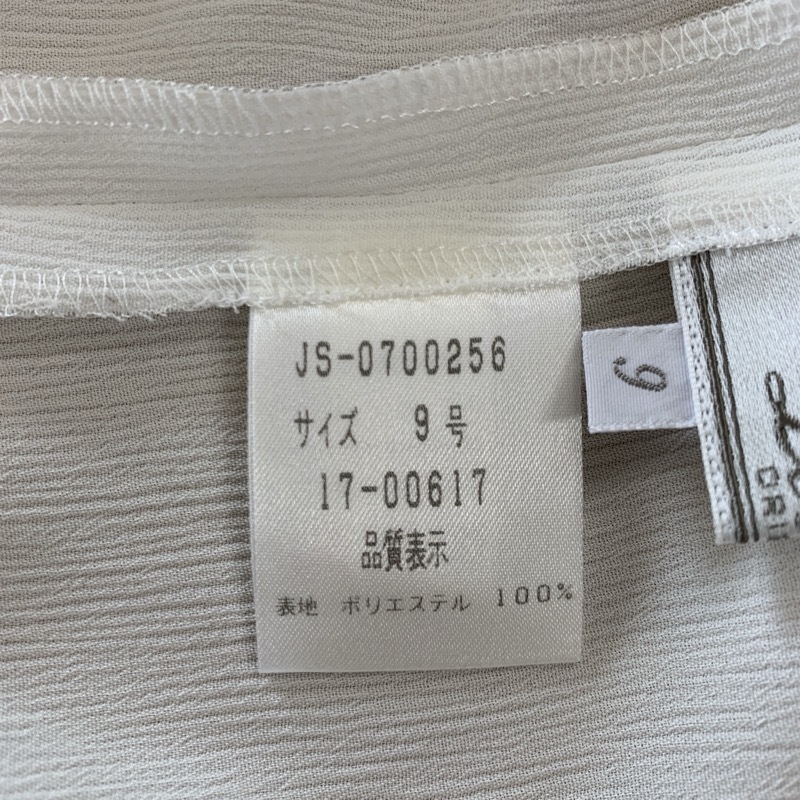 JS-0700256
サイズ 9号
17-00617
品質表示
表地 ポリエステル 100%
9